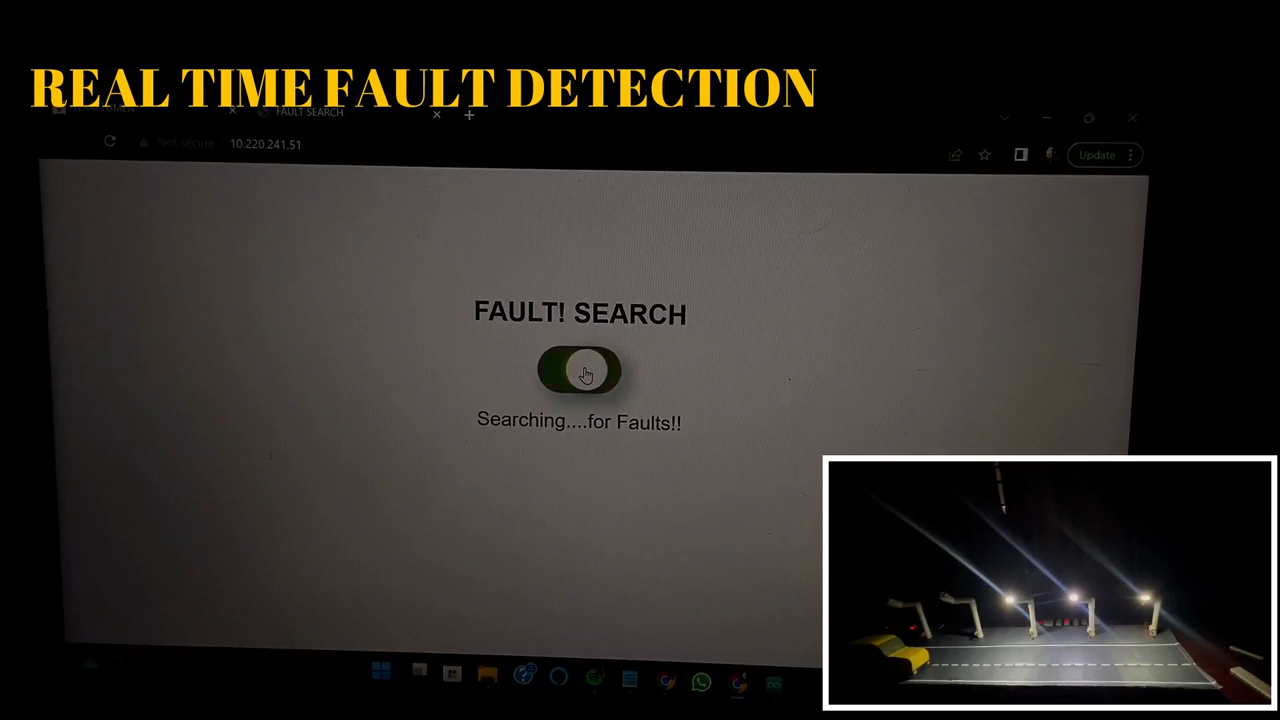 REAL TIME FAULT DETECTION
FAULT SEARCH
Not secure
10.220.241.51
Update
FAULT! SEARCH
Searching....for Faults!!